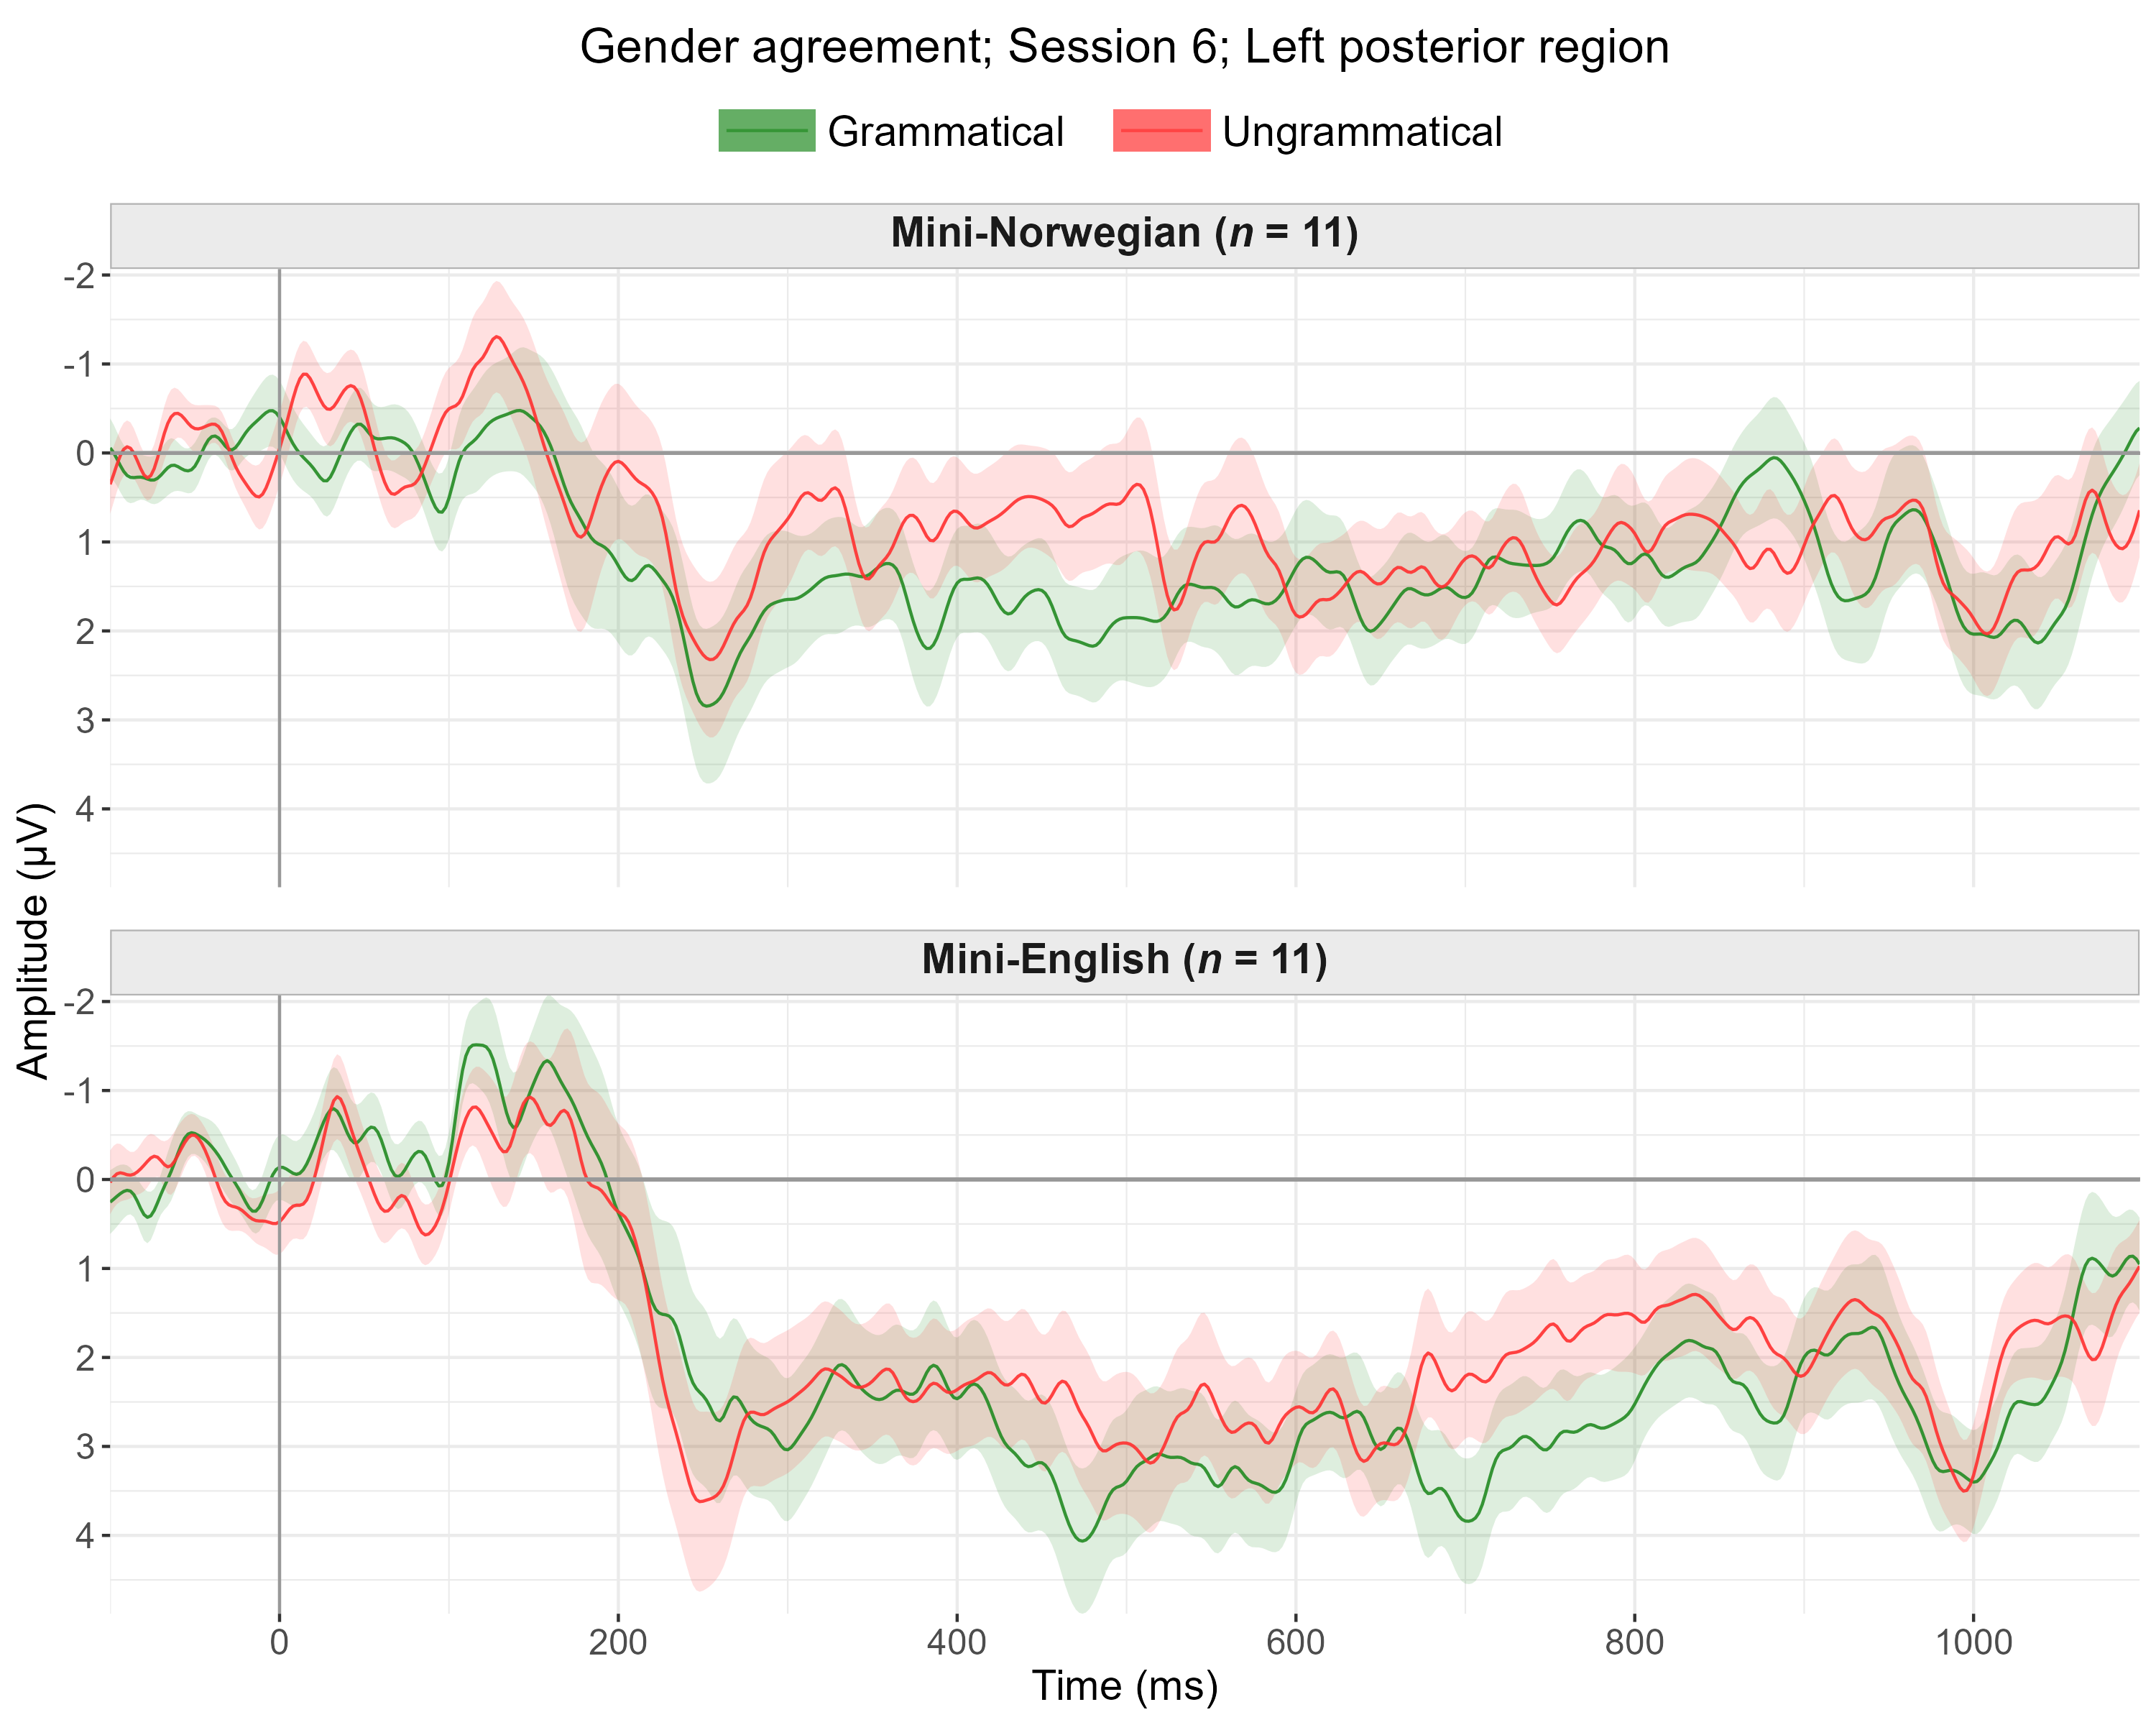 Gender agreement; Session 6; Left posterior region
Grammatical Ungrammatical
Mini-Norwegian (n = 11)
-2
-1
0
1
2
3
4
Amplitude (µV)
Mini-English (n = 11)
-2
-1
0
1
2
3
4
0 200 400 600 800 1000
Time (ms)